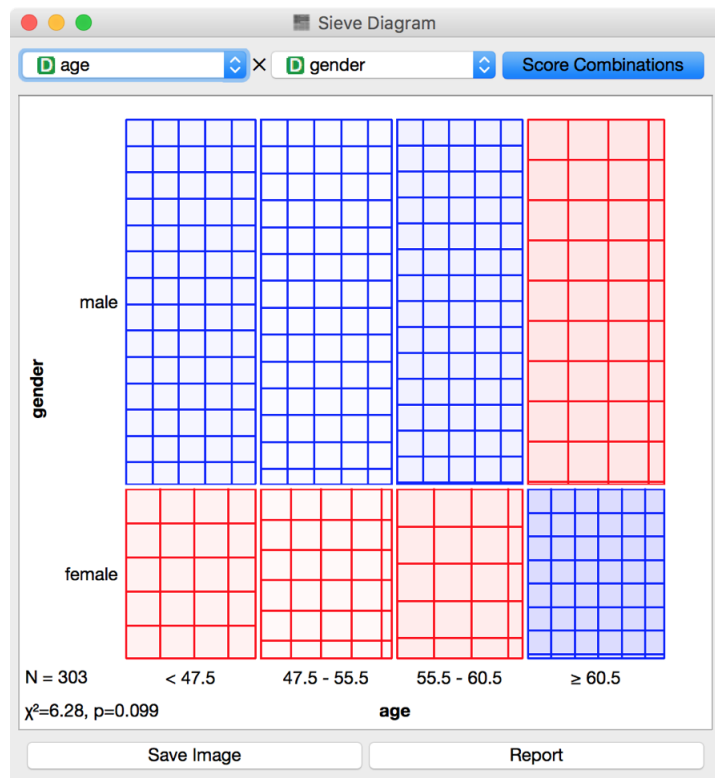 Sieve Diagram
D age × D gender Score Combinations
male
gender
female
N = 303 < 47.5 47.5 - 55.5 55.5 - 60.5 ≥ 60.5
χ²=6.28, p=0.099 age
Save Image Report